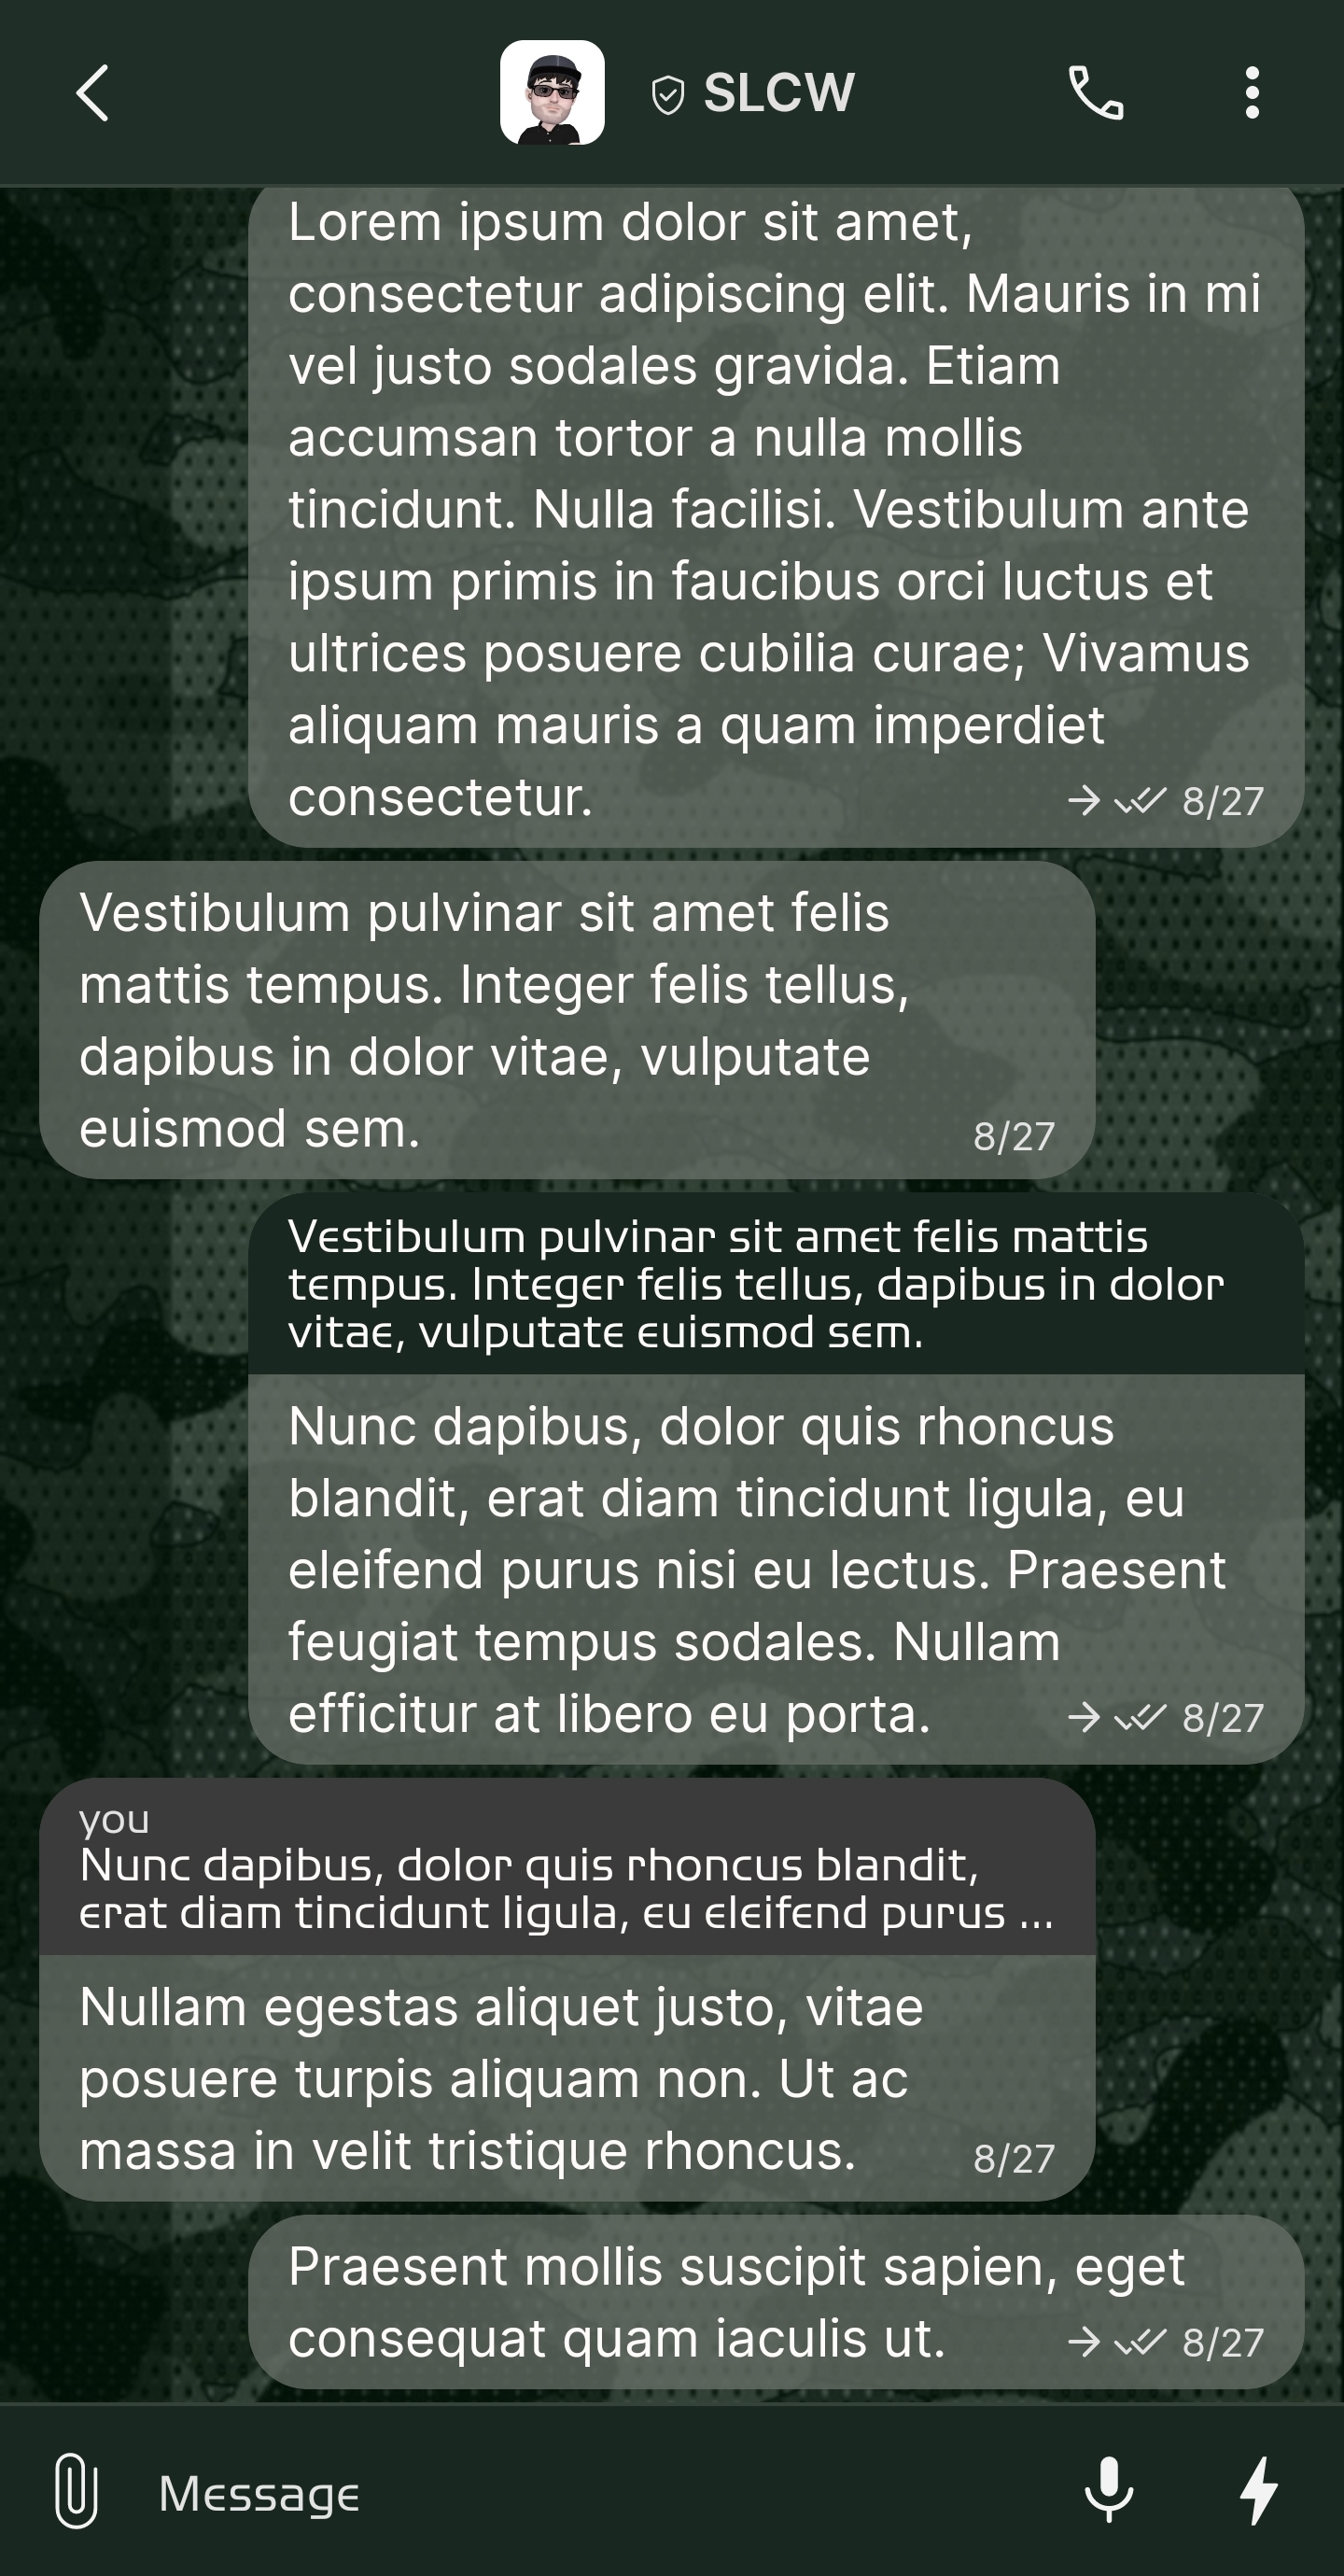 SLCW
Lorem ipsum dolor sit amet,
consectetur adipiscing elit. Mauris in mi
vel justo sodales gravida. Etiam
accumsan tortor a nulla mollis
tincidunt. Nulla facilisi. Vestibulum ante
ipsum primis in faucibus orci luctus et
ultrices posuere cubilia curae; Vivamus
aliquam mauris a quam imperdiet
consectetur. 8/27
Vestibulum pulvinar sit amet felis
mattis tempus. Integer felis tellus,
dapibus in dolor vitae, vulputate
euismod sem. 8/27
Vestibulum pulvinar sit amet felis mattis
tempus. Integer felis tellus, dapibus in dolor
vitae, vulputate euismod sem.
Nunc dapibus, dolor quis rhoncus
blandit, erat diam tincidunt ligula, eu
eleifend purus nisi eu lectus. Praesent
feugiat tempus sodales. Nullam
efficitur at libero eu porta. 8/27
you
Nunc dapibus, dolor quis rhoncus blandit,
erat diam tincidunt ligula, eu eleifend purus ...
Nullam egestas aliquet justo, vitae
posuere turpis aliquam non. Ut ac
massa in velit tristique rhoncus. 8/27
Praesent mollis suscipit sapien, eget
consequat quam iaculis ut. 8/27
Message